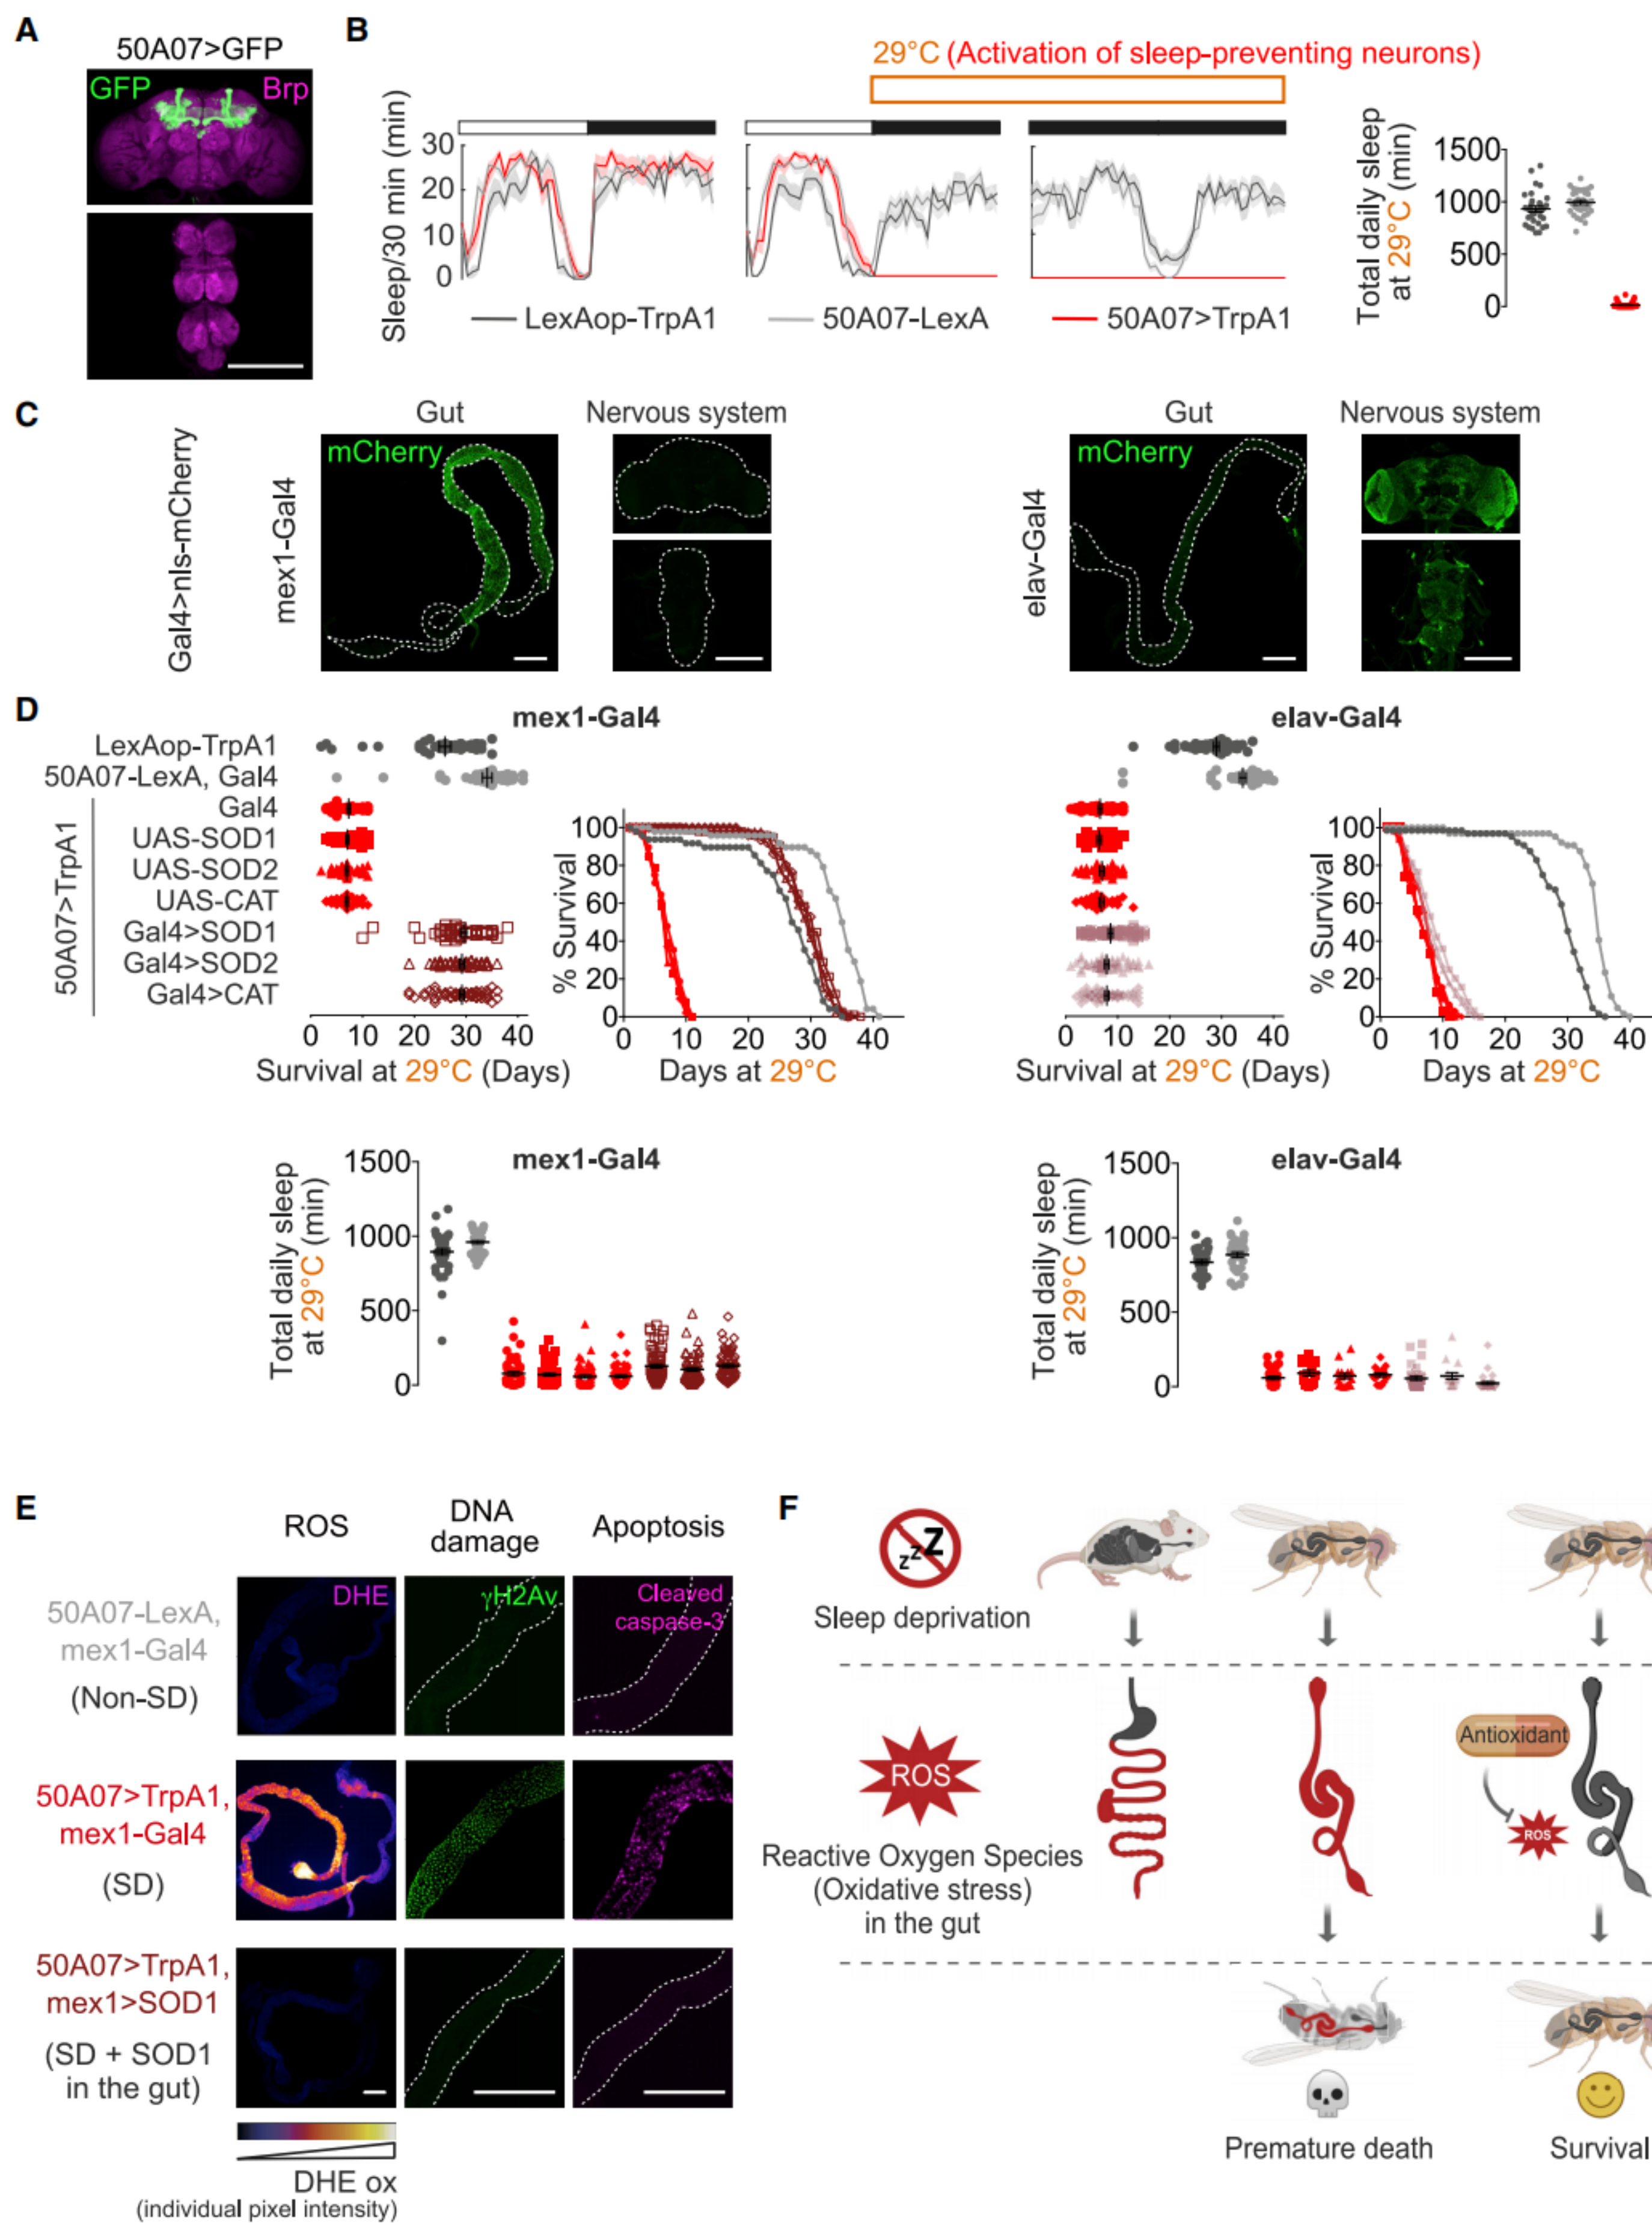 A
50A07>GFP
GFP Brp
B
29°C (Activation of sleep-preventing neurons)
Sleep/30 min (min)
30
20
10
0
LexAop-TrpA1
50A07-LexA
50A07>TrpA1
Total daily sleep
at 29°C (min)
1500
1000
500
0
C
Gal4>nls-mCherry
mex1-Gal4
Gut
mCherry
Nervous system
elav-Gal4
Gut
mCherry
Nervous system
D
mex1-Gal4
50A07>TrpA1
LexAop-TrpA1
50A07-LexA, Gal4
Gal4
UAS-SOD1
UAS-SOD2
UAS-CAT
Gal4>SOD1
Gal4>SOD2
Gal4>CAT
0 10 20 30 40
Survival at 29°C (Days)
% Survival
100
80
60
40
20
0
0 10 20 30 40
Days at 29°C
elav-Gal4
0 10 20 30 40
Survival at 29°C (Days)
% Survival
100
80
60
40
20
0
0 10 20 30 40
Days at 29°C
mex1-Gal4
Total daily sleep
at 29°C (min)
1500
1000
500
0
elav-Gal4
Total daily sleep
at 29°C (min)
1500
1000
500
0
E
ROS
DNA
damage
Apoptosis
50A07-LexA,
mex1-Gal4
(Non-SD)
DHE
γH2Av
Cleaved
caspase-3
50A07>TrpA1,
mex1-Gal4
(SD)
50A07>TrpA1,
mex1>SOD1
(SD + SOD1
in the gut)
DHE ox
(individual pixel intensity)
F
zzZ
Sleep deprivation
ROS
Reactive Oxygen Species
(Oxidative stress)
in the gut
Antioxidant
ROS
Premature death
Survival